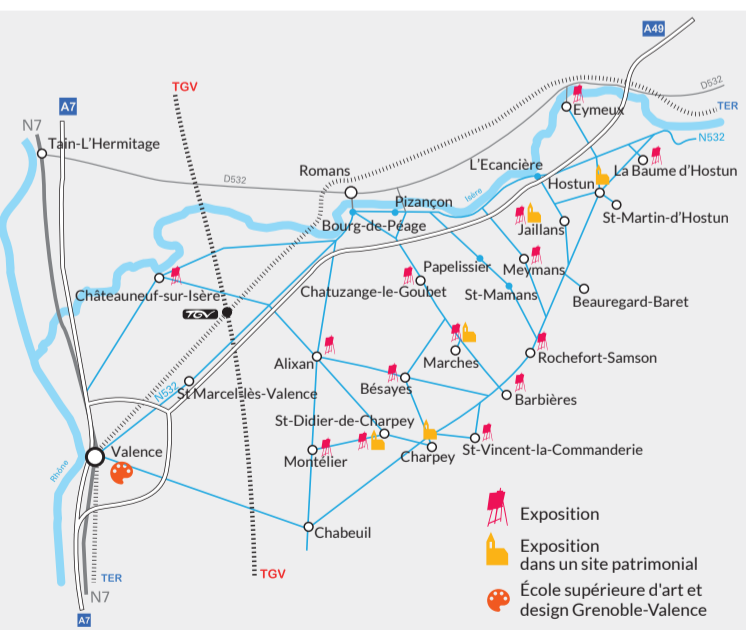 A49
TGV
D532
A7
TER
Eymeux
N7
N532
Tain-L'Hermitage
L'Ecancière
La Baume d'Hostun
Romans
Hostun
D532
Isère
Pizançon
St-Martin-d'Hostun
Bourg-de-Péage
Jaillans
Papelissier
Meymans
Châteauneuf-sur-Isère
Chatuzange-le-Goubet
St-Mamans
Beauregard-Baret
TGV
Rochefort-Samson
Alixan
Marches
N532
St Marcel-lès-Valence
Bésayes
Barbières
St-Didier-de-Charpey
Valence
Charpey
St-Vincent-la-Commanderie
Montélier
Rhône
Chabeuil
Exposition
Exposition
dans un site patrimonial
TER
TGV
École supérieure d'art et
design Grenoble-Valence
N7
A7